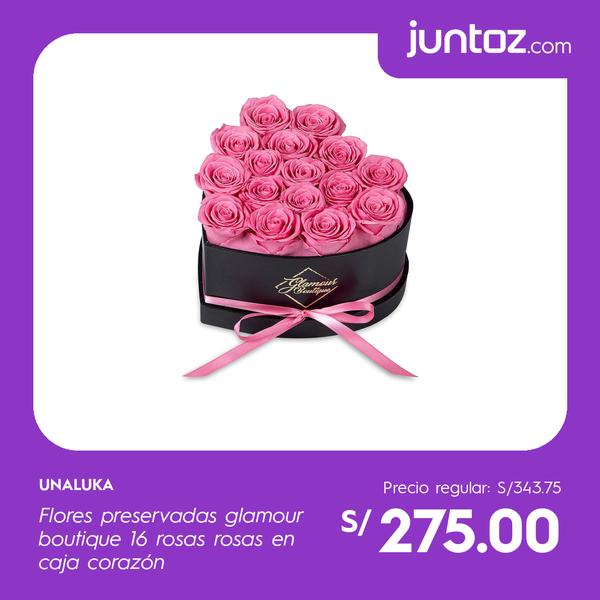 juntoz.com
Glamour
Boutique
UNALUKA
Flores preservadas glamour
boutique 16 rosas rosas en
caja corazón
Precio regular: S/343.75
S/275.00